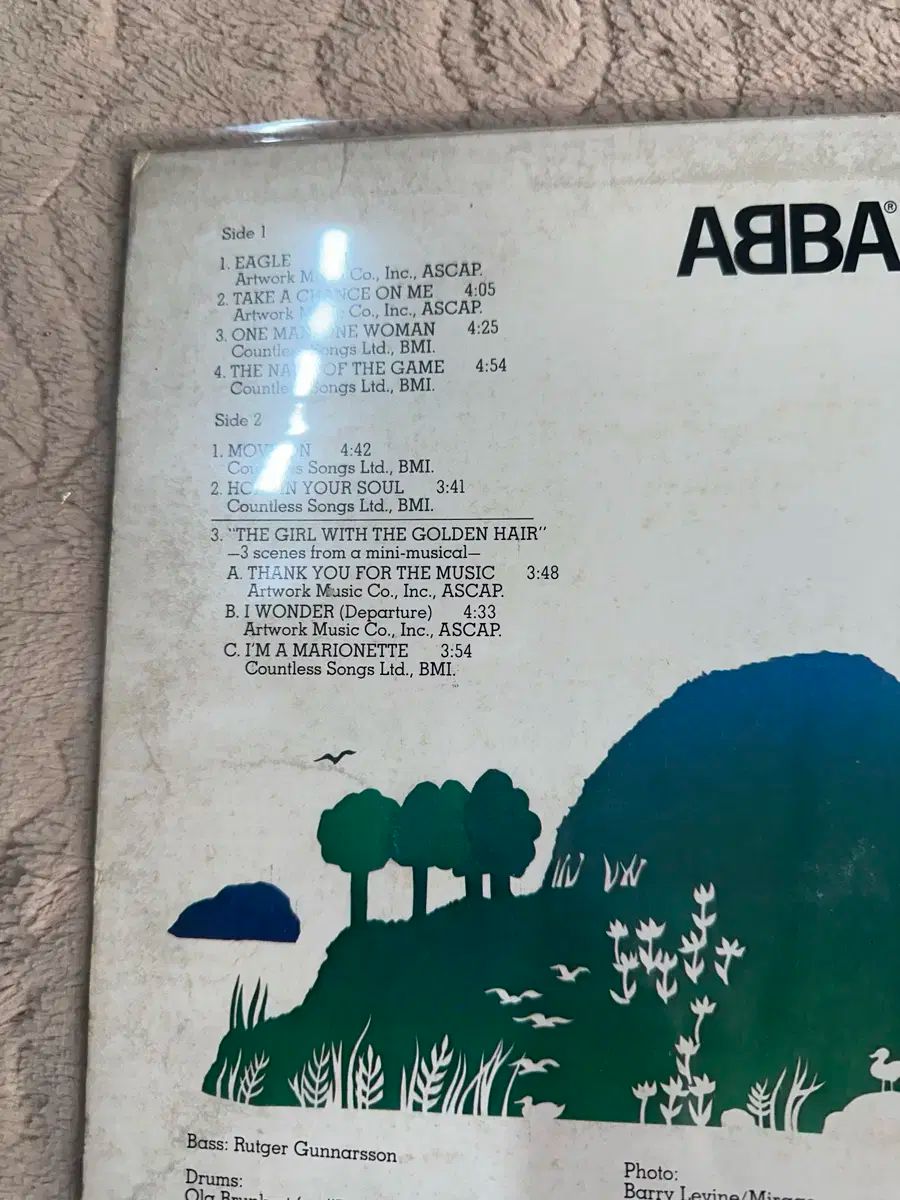 ABBA®
Side 1
1. EAGLE
Artwork Co., Inc., ASCAP.
2. TAKE A CHANCE ON ME 4:05
Artwork Co., Inc., ASCAP.
3. ONE MAN, ONE WOMAN 4:25
Countless Songs Ltd., BMI.
4. THE OF THE GAME 4:54
Countless Songs Ltd., BMI.
Side 2
1. MOVE ON 4:42
Countless Songs Ltd., BMI.
2. IN YOUR SOUL 3:41
Countless Songs Ltd., BMI.
3. "THE GIRL WITH THE GOLDEN HAIR"
—3 scenes from a mini-musical—
A. THANK YOU FOR THE MUSIC 3:48
Artwork Music Co., Inc., ASCAP.
B. I WONDER (Departure) 4:33
Artwork Music Co., Inc., ASCAP.
C. I'M A MARIONETTE 3:54
Countless Songs Ltd., BMI.
Bass: Rutger Gunnarsson
Drums:
Ola
Photo:
Barry Levine